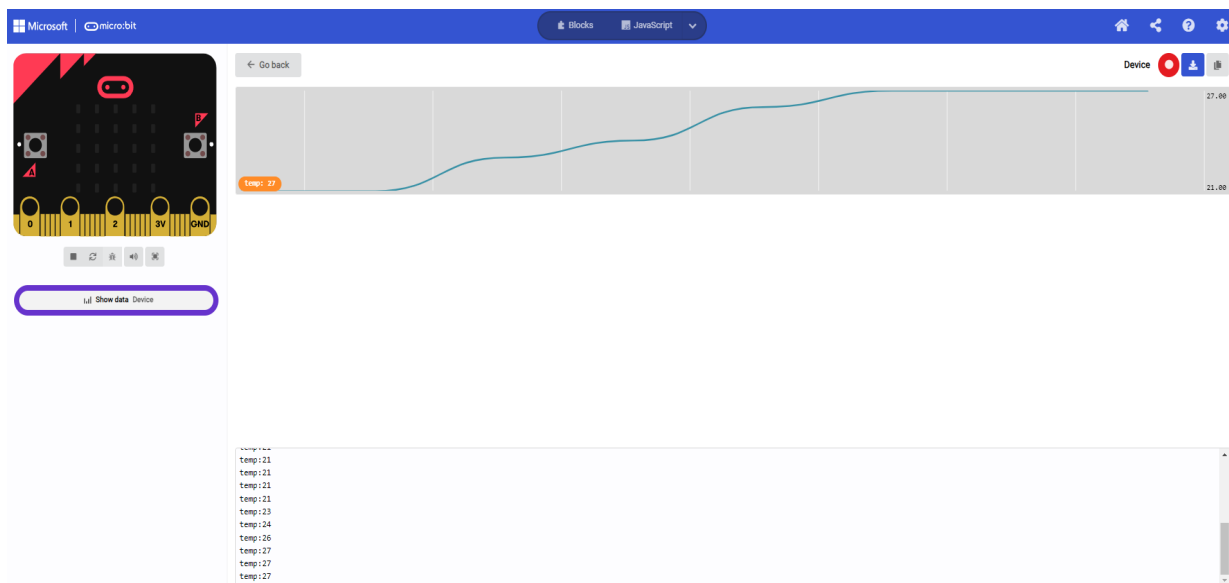 Microsoft | micro:bit
Blocks JavaScript
Go back
Device
27.00
B
temp: 27
21.00
A
0 1 2 3V GND
Show data Device
temp:21
temp:21
temp:21
temp:21
temp:21
temp:23
temp:24
temp:26
temp:27
temp:27
temp:27